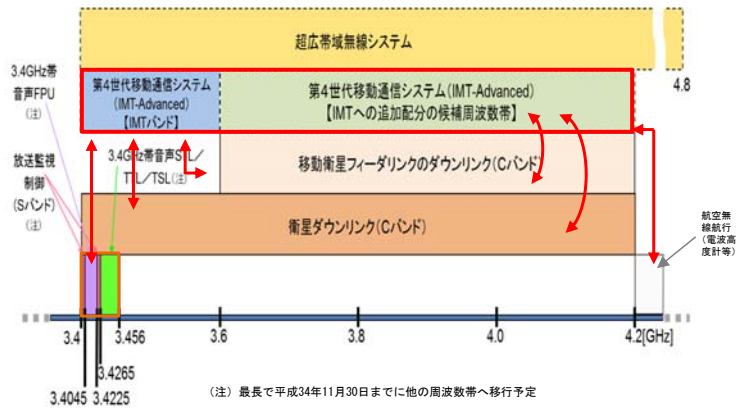 超広帯域無線システム
4.8
3.4GHz帯
音声FPU
(注)
第4世代移動通信システム
(IMT-Advanced)
【IMTバンド】
第4世代移動通信システム(IMT-Advanced)
【IMTへの追加配分の候補周波数帯】
放送監視
制御
(Sバンド)
(注)
3.4GHz帯音声STL/
TTL/TSL(注)
移動衛星フィーダリンクのダウンリンク(Cバンド)
衛星ダウンリンク(Cバンド)
航空無
線航行
(電波高
度計等)
3.4
3.456
3.6
3.8
4.0
4.2[GHz]
3.4265
3.4045
3.4225
(注) 最長で平成34年11月30日までに他の周波数帯へ移行予定